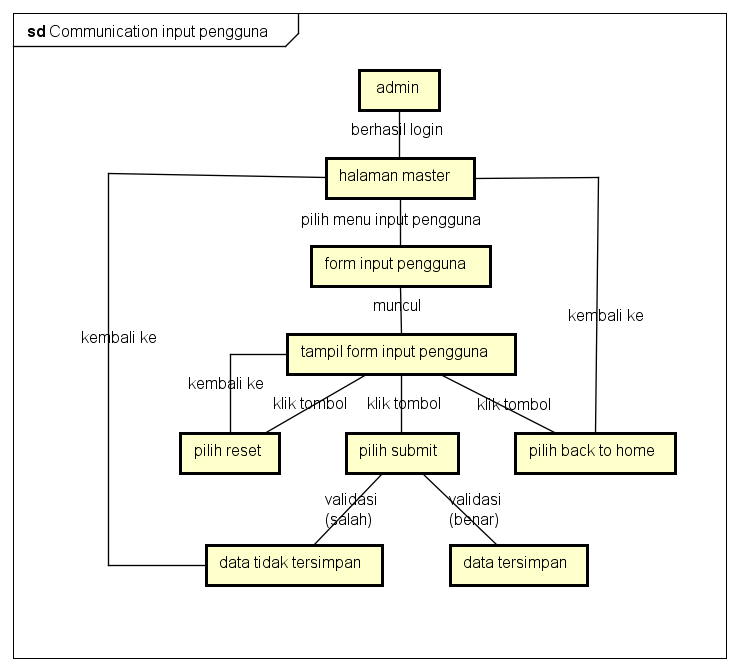 sd Communication input pengguna
admin
berhasil login
halaman master
pilih menu input pengguna
form input pengguna
muncul
kembali ke
kembali ke
tampil form input pengguna
kembali ke
klik tombol
klik tombol
klik tombol
pilih reset
pilih submit
pilih back to home
validasi
(salah)
validasi
(benar)
data tidak tersimpan
data tersimpan